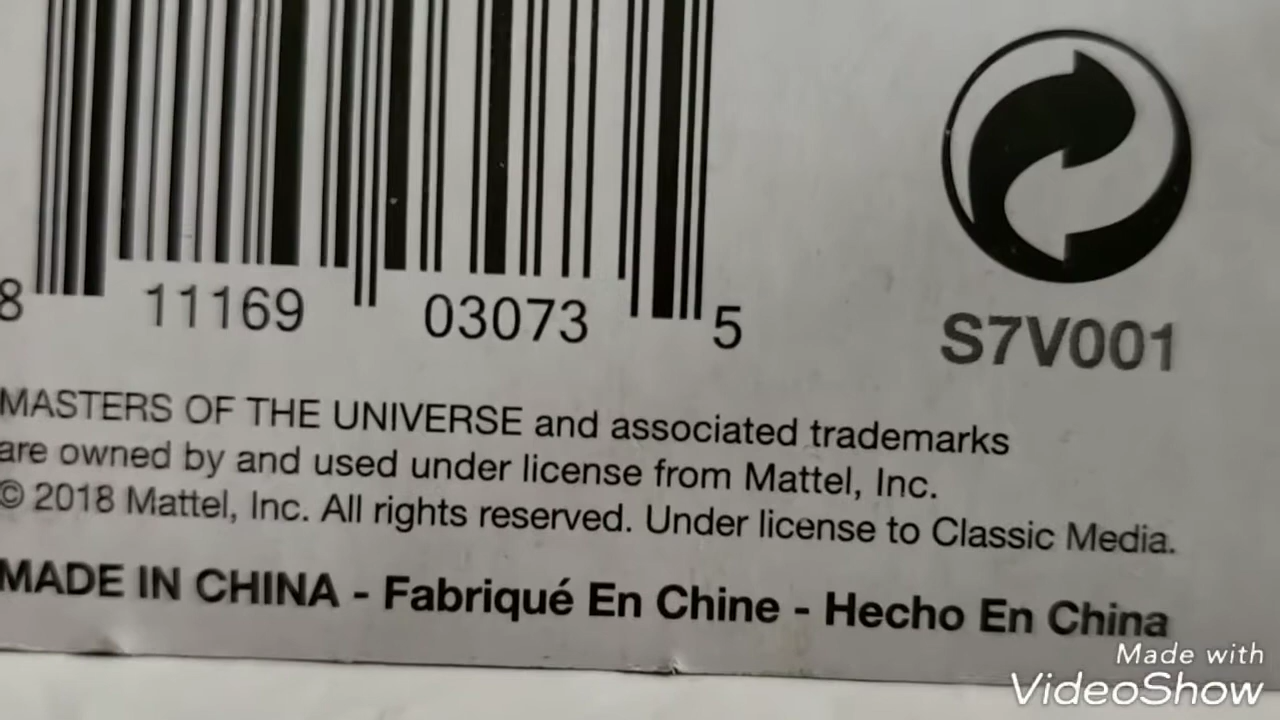 8 11169 03073 5
S7V001
MASTERS OF THE UNIVERSE and associated trademarks
are owned by and used under license from Mattel, Inc.
© 2018 Mattel, Inc. All rights reserved. Under license to Classic Media.
MADE IN CHINA - Fabriqué En Chine - Hecho En China
Made with
VideoShow